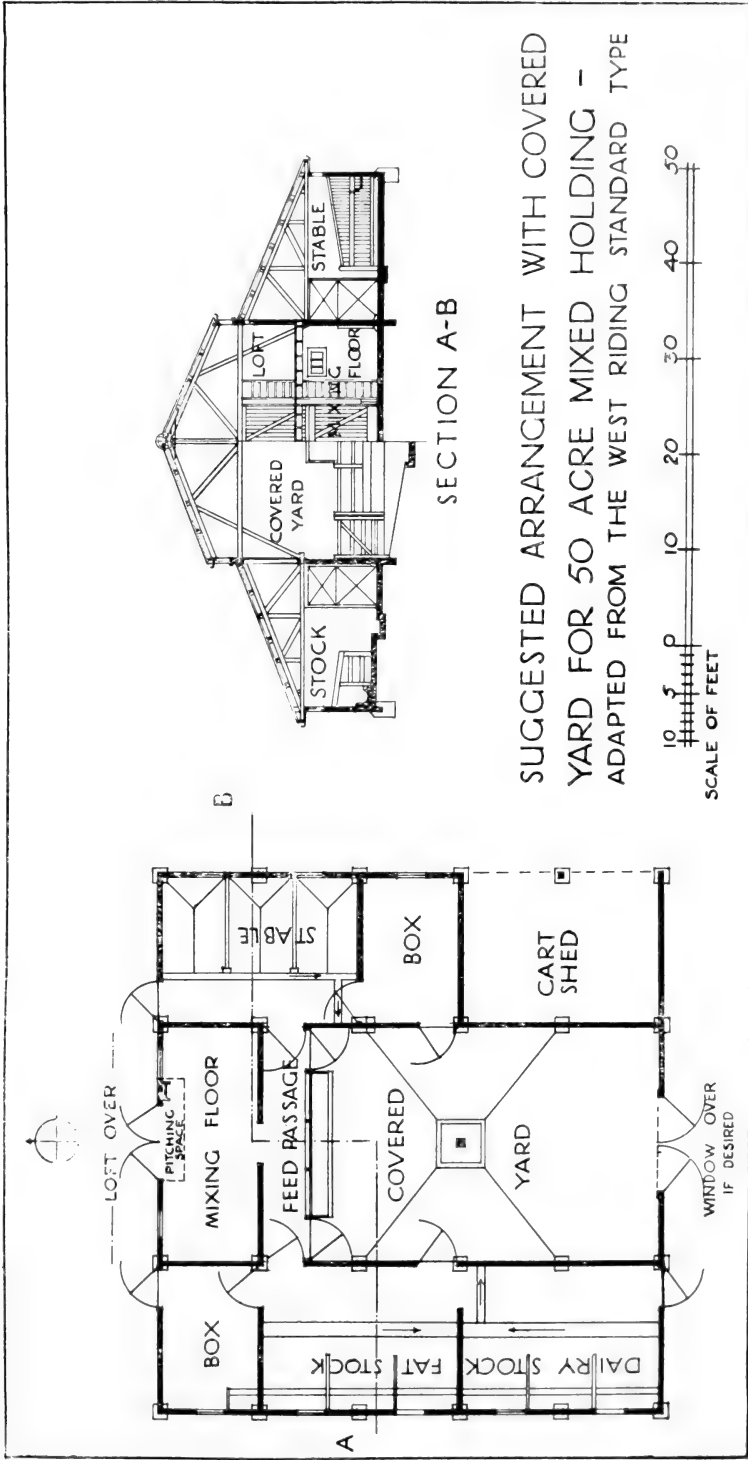 LOFT OVER
PITCHING
SPACE
BOX
MIXING FLOOR
STABLE
B
FEED PASSAGE
A
FAT STOCK
DAIRY STOCK
COVERED
YARD
BOX
CART
SHED
WINDOW OVER
IF DESIRED
STOCK
COVERED
YARD
LOFT
MIXING
FLOOR
STABLE
SECTION A-B
SUGGESTED ARRANGEMENT WITH COVERED
YARD FOR 50 ACRE MIXED HOLDING -
ADAPTED FROM THE WEST RIDING STANDARD TYPE
10 5 0 10 20 30 40 50
SCALE OF FEET